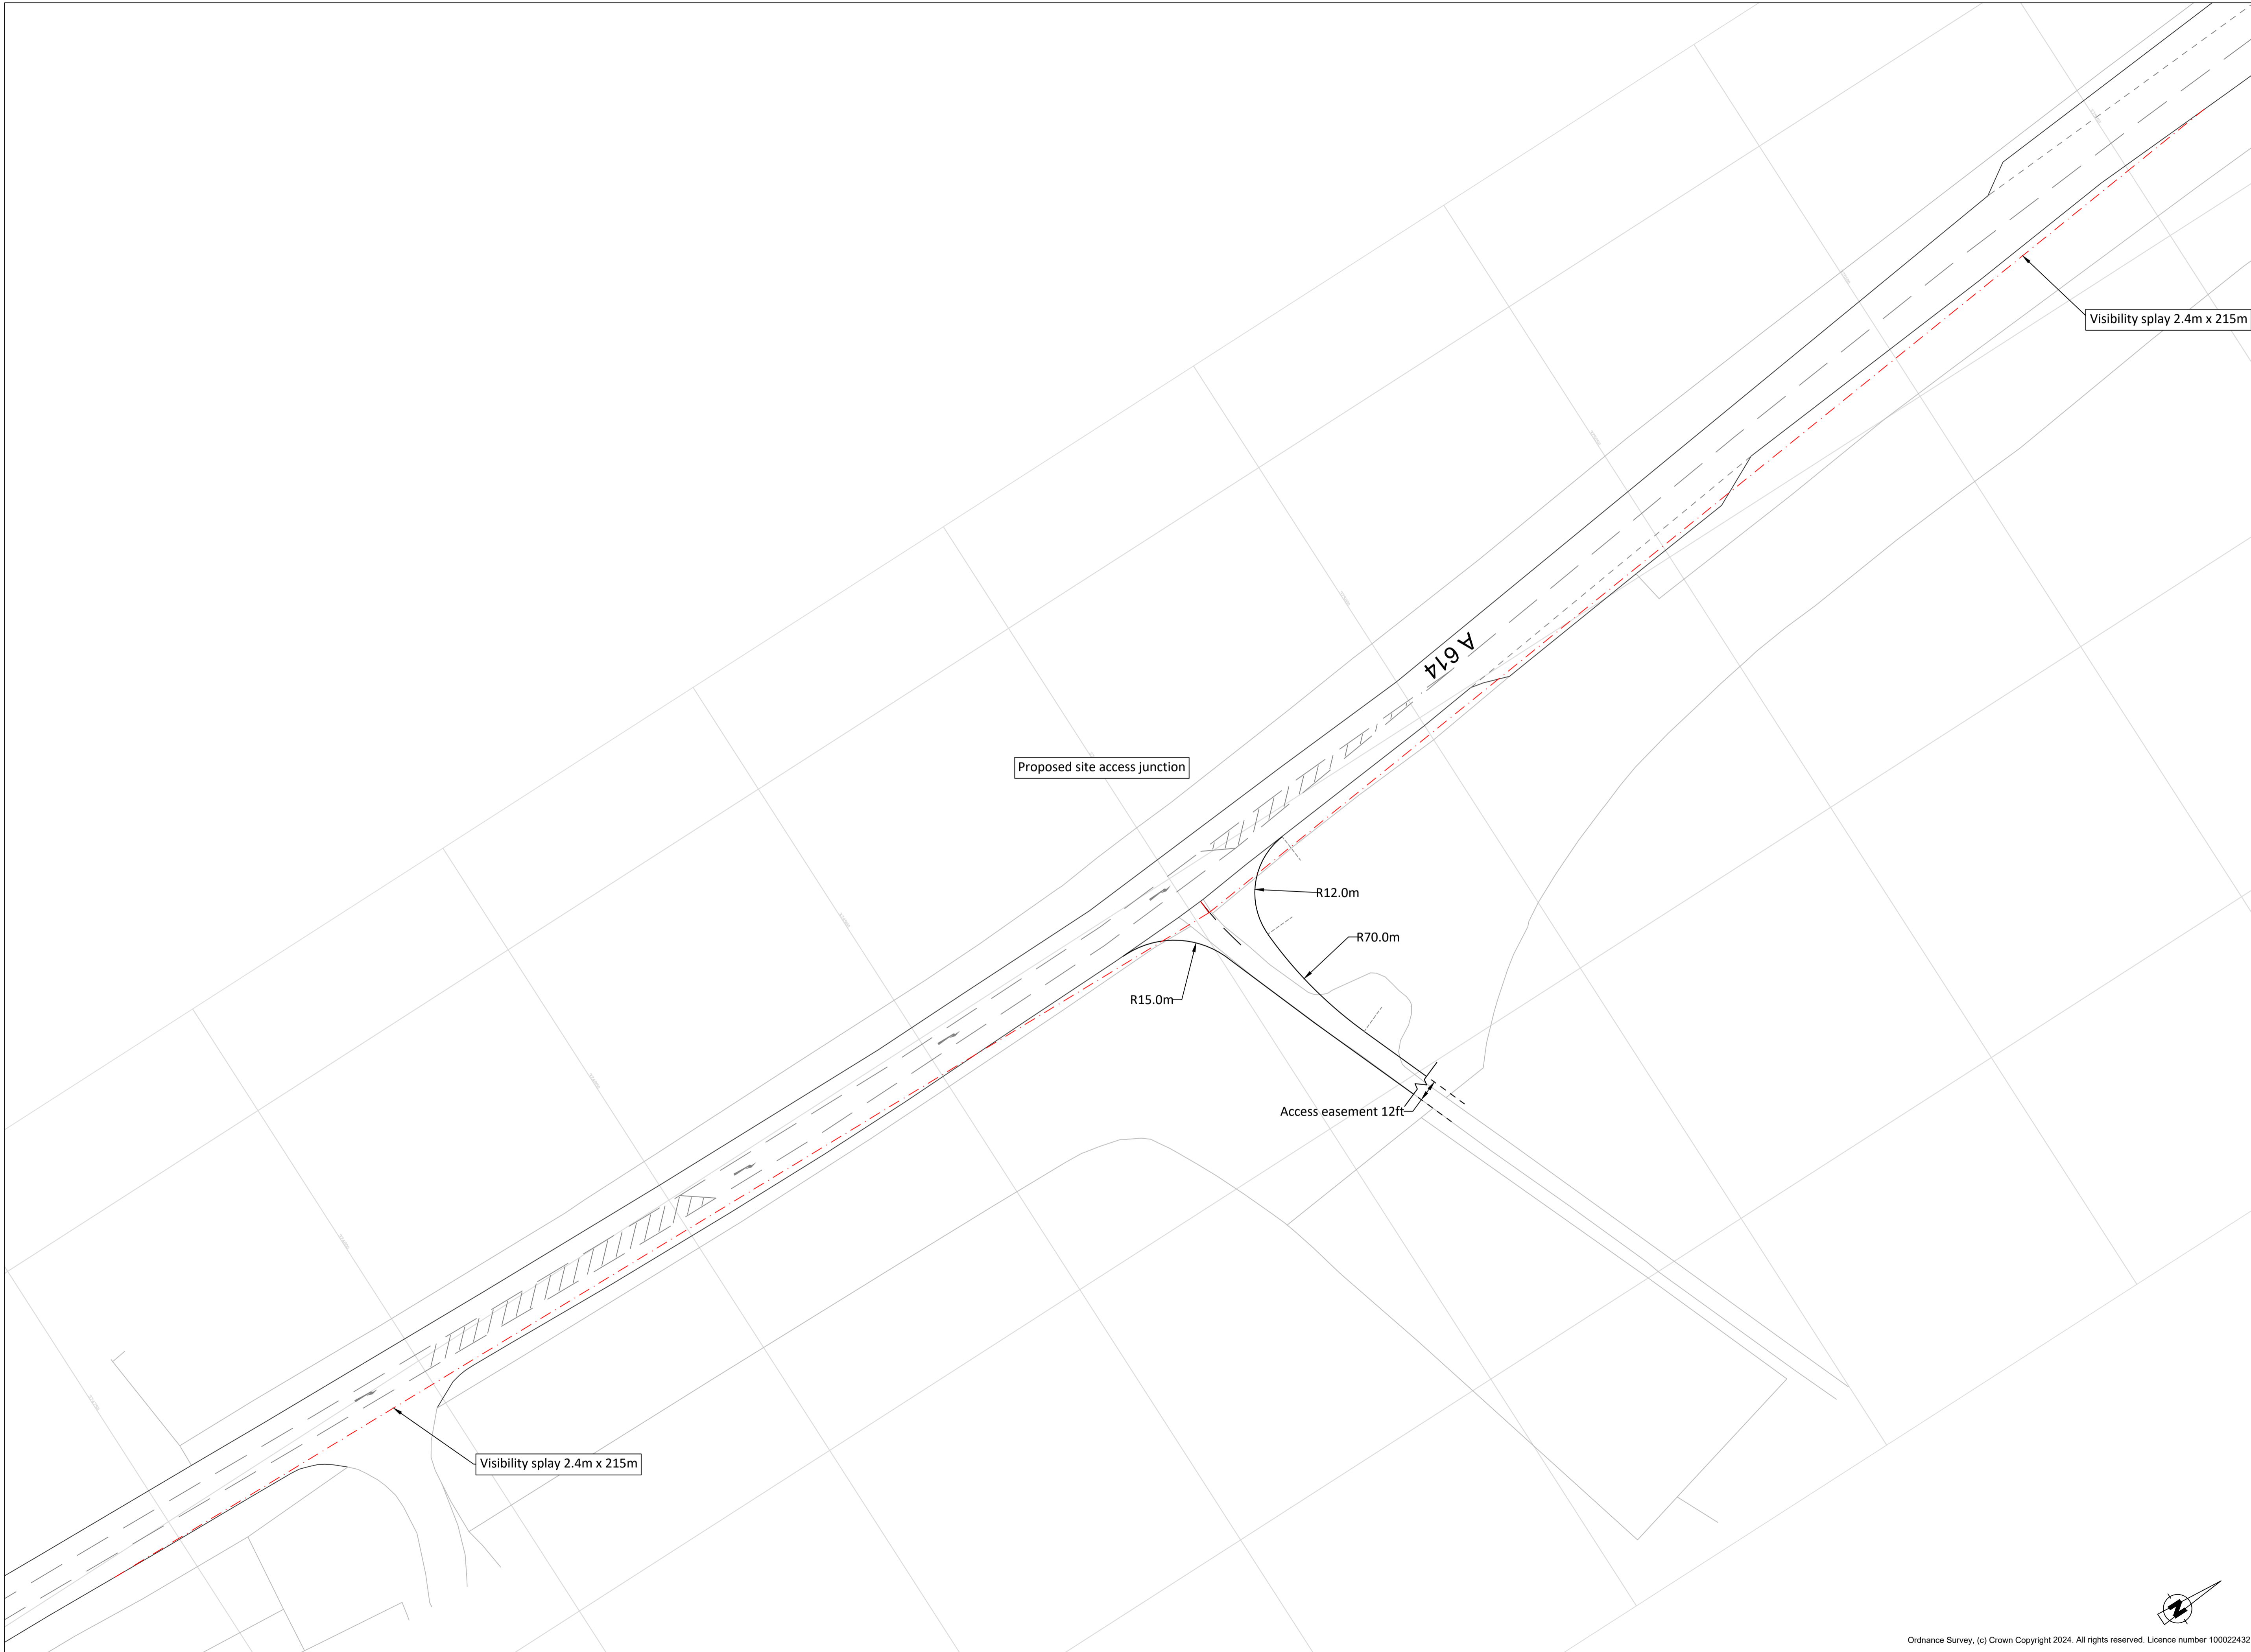 Visibility splay 2.4m x 215m
A 614
Proposed site access junction
R12.0m
R70.0m
R15.0m
Access easement 12ft
Visibility splay 2.4m x 215m
N
Ordnance Survey, (c) Crown Copyright 2024. All rights reserved. Licence number 100022432